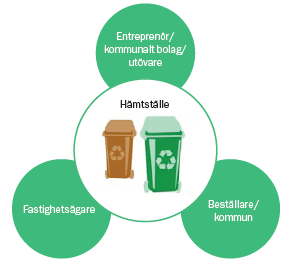 Entreprenör/
kommunalt bolag/
utövare
Hämtställe
Fastighetsägare
Beställare/
kommun